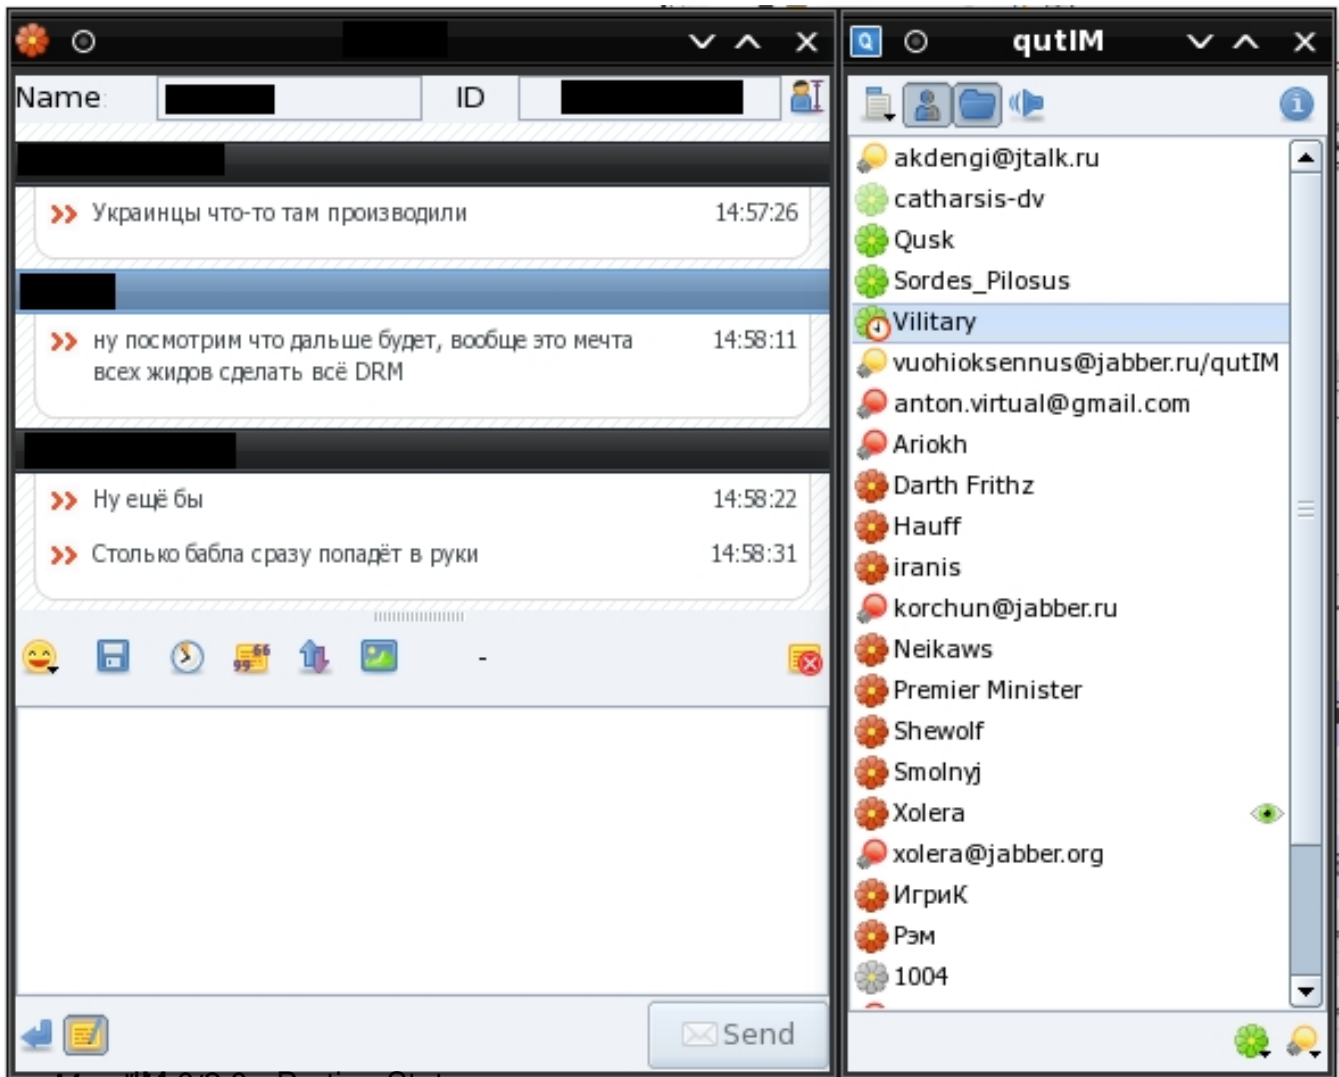 Name:
ID
Украинцы что-то там производили 14:57:26
ну посмотрим что дальше будет, вообще это мечта 14:58:11
всех жидов сделать всё DRM
Ну ещё бы 14:58:22
Столько бабла сразу попадёт в руки 14:58:31
-
Send
qutIM
akdengi@jtalk.ru
catharsis-dv
Qusk
Sordes_Pilosus
Vilitary
vuohioksennus@jabber.ru/qutIM
anton.virtual@gmail.com
Ariokh
Darth Frithz
Hauff
iranis
korchun@jabber.ru
Neikaws
Premier Minister
Shewolf
Smolnyj
Xolera
xolera@jabber.org
ИгриК
Рэм
1004